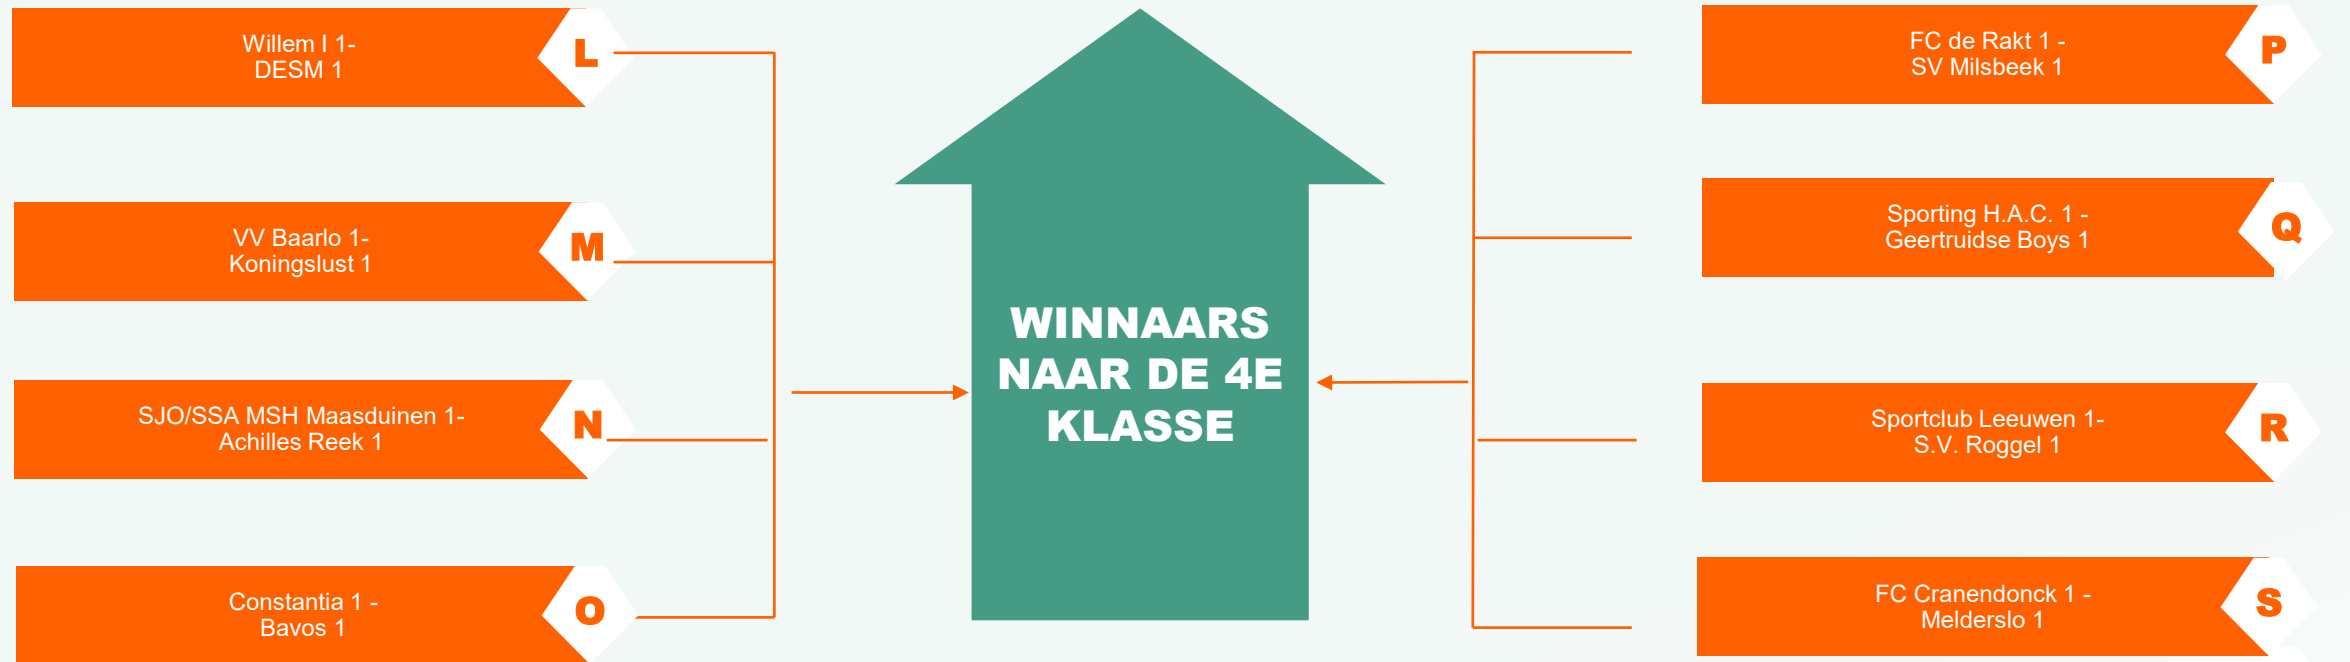 Willem I 1-
DESM 1
L
VV Baarlo 1-
Koningslust 1
M
SJO/SSA MSH Maasduinen 1-
Achilles Reek 1
N
Constantia 1 -
Bavos 1
O
WINNAARS
NAAR DE 4E
KLASSE
FC de Rakt 1 -
SV Milsbeek 1
P
Sporting H.A.C. 1 -
Geertruidse Boys 1
Q
Sportclub Leeuwen 1-
S.V. Roggel 1
R
FC Cranendonck 1 -
Melderslo 1
S